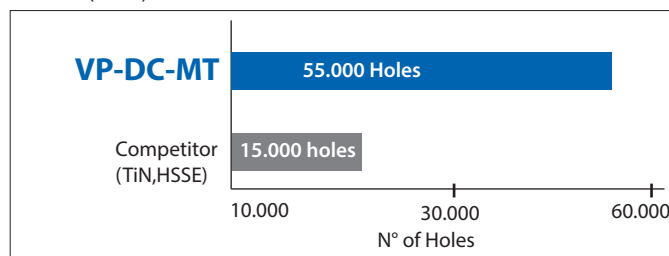 VP-DC-MT
55.000 Holes
Competitor
(TiN,HSSE)
15.000 holes
10.000 30.000 60.000
N° of Holes